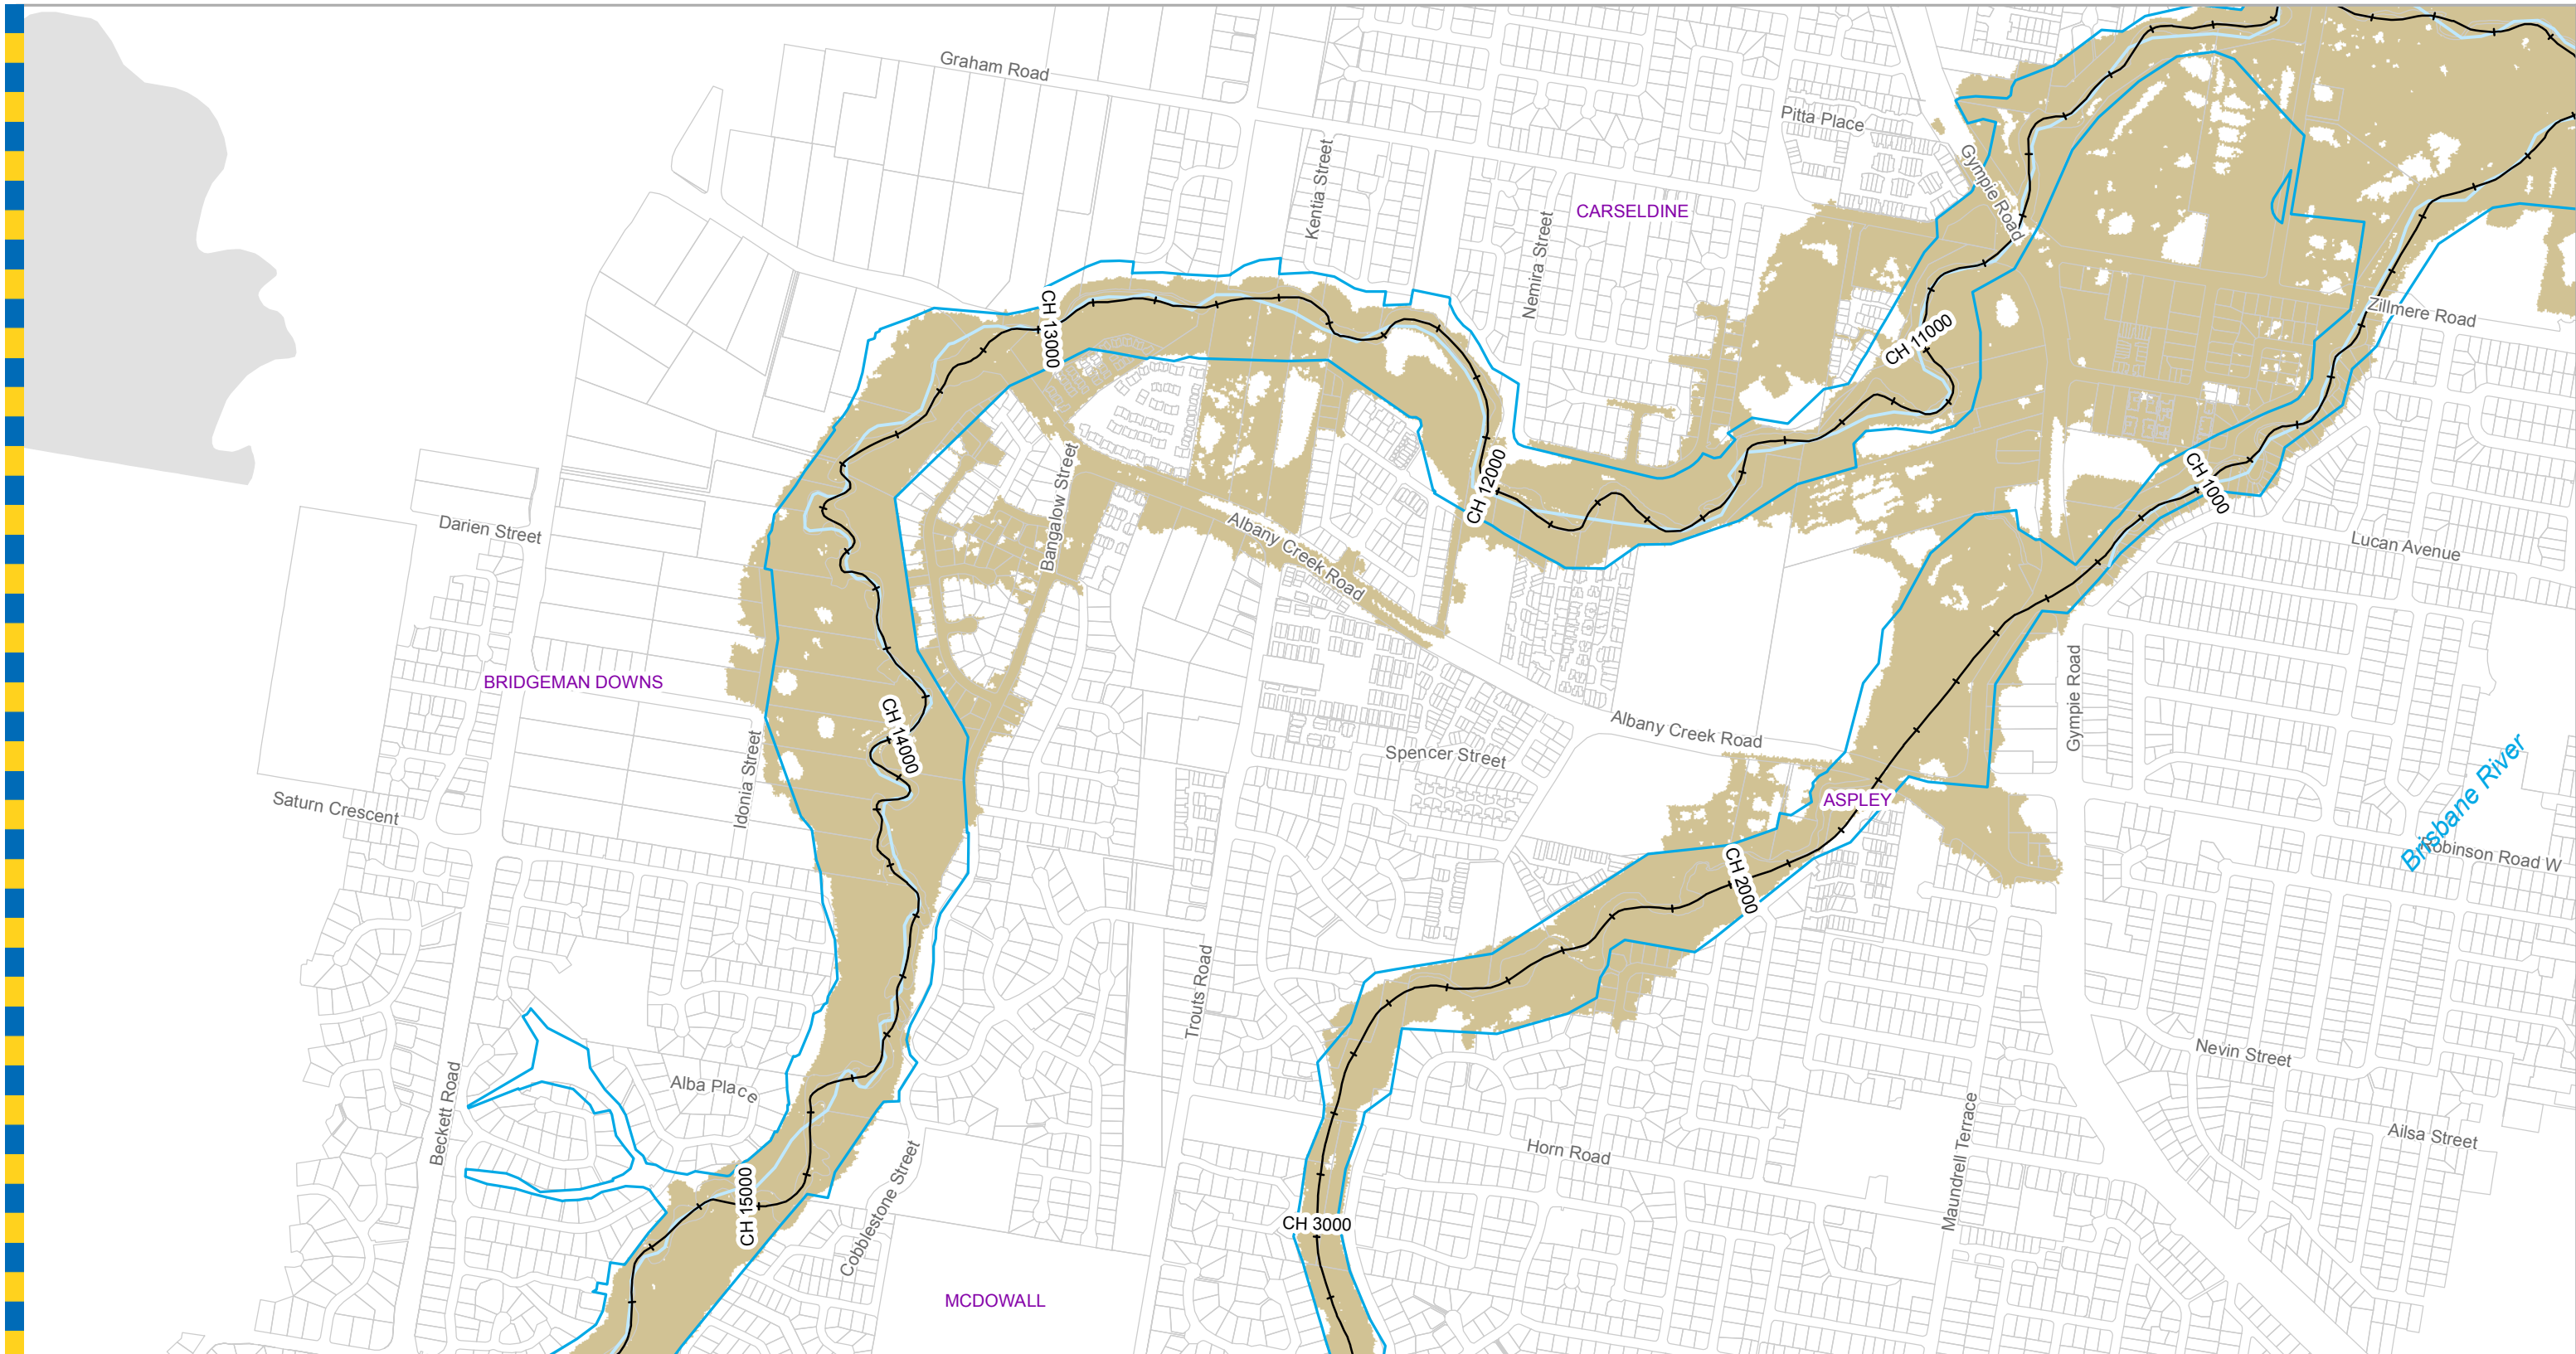 Graham Road
Pitta Place
Kentia Street
Gympie Road
CARSELDINE
Nemira Street
CH 13000
Zillmere Road
CH 11000
Bangalow Street
CH 12000
CH 1000
Darien Street
Albany Creek Road
Lucan Avenue
BRIDGEMAN DOWNS
Gympie Road
CH 14000
Albany Creek Road
Spencer Street
Idonia Street
Saturn Crescent
ASPLEY
Brisbane River
Robinson Road W
CH 2000
Trouts Road
Nevin Street
Alba Place
Beckett Road
Ailsa Street
Horn Road
Maundrell Terrace
CH 15000
Cobblestone Street
CH 3000
MCDOWALL